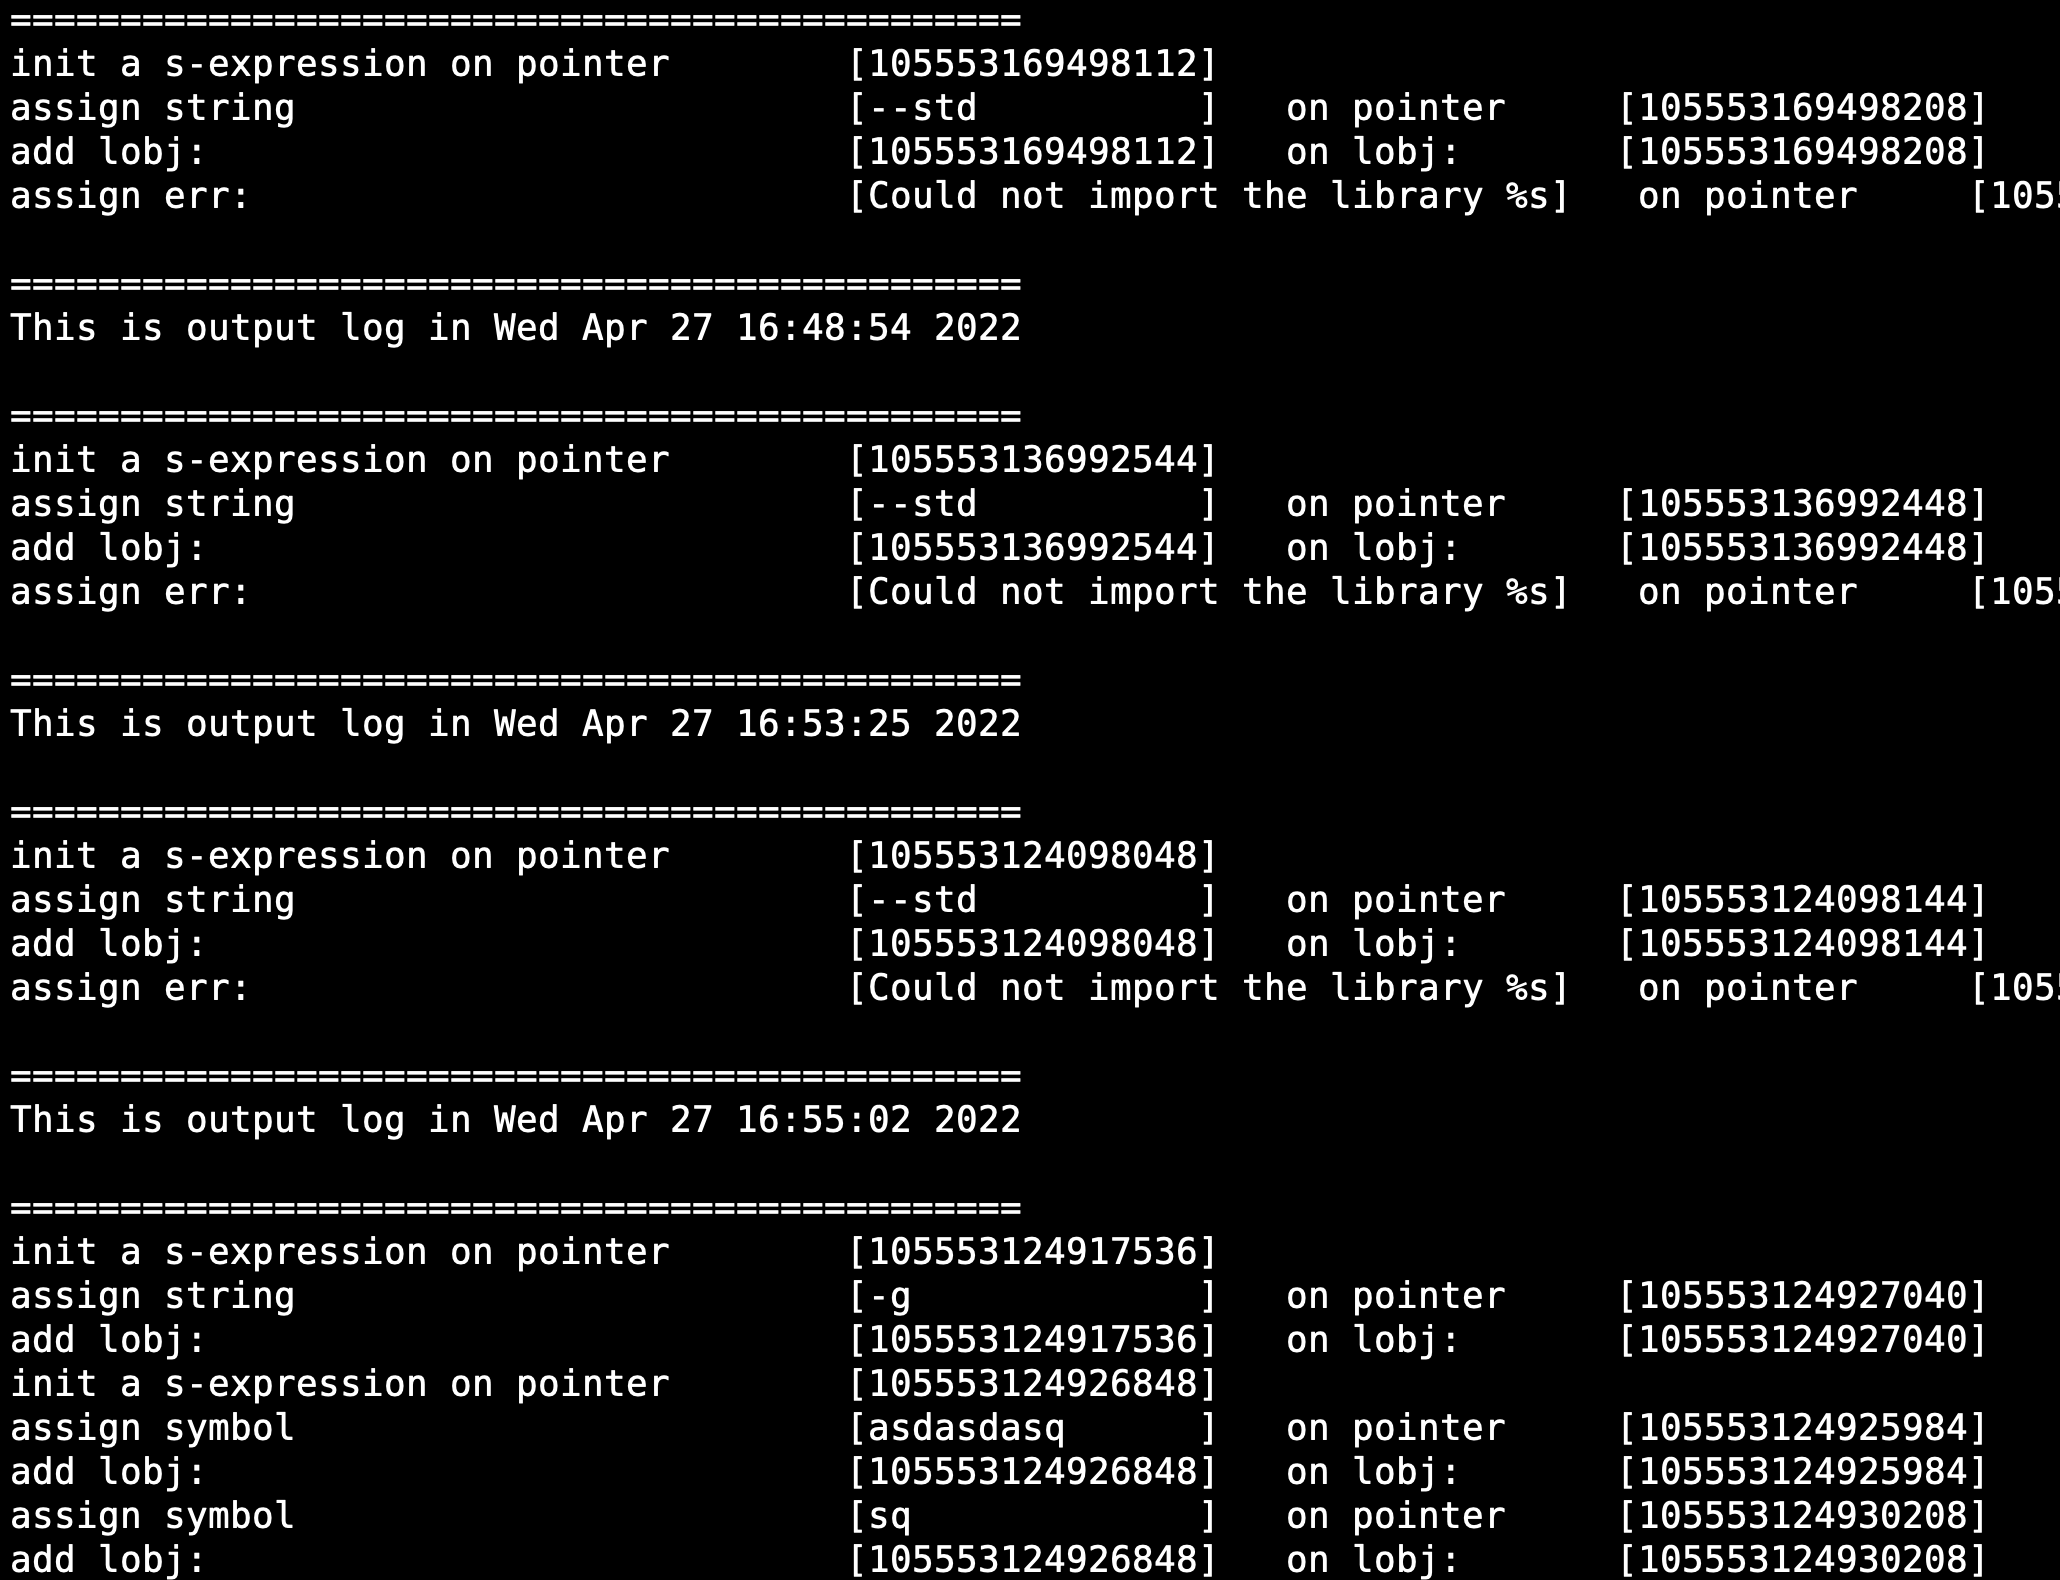 ==============================================
init a s-expression on pointer        [105553169498112]
assign string                         [--std          ]   on pointer     [105553169498208]
add lobj:                             [105553169498112]   on lobj:       [105553169498208]
assign err:                           [Could not import the library %s]   on pointer     [105
==============================================
This is output log in Wed Apr 27 16:48:54 2022
==============================================
init a s-expression on pointer        [105553136992544]
assign string                         [--std          ]   on pointer     [105553136992448]
add lobj:                             [105553136992544]   on lobj:       [105553136992448]
assign err:                           [Could not import the library %s]   on pointer     [105
==============================================
This is output log in Wed Apr 27 16:53:25 2022
==============================================
init a s-expression on pointer        [105553124098048]
assign string                         [--std          ]   on pointer     [105553124098144]
add lobj:                             [105553124098048]   on lobj:       [105553124098144]
assign err:                           [Could not import the library %s]   on pointer     [105
==============================================
This is output log in Wed Apr 27 16:55:02 2022
==============================================
init a s-expression on pointer        [105553124917536]
assign string                         [-g             ]   on pointer     [105553124927040]
add lobj:                             [105553124917536]   on lobj:       [105553124927040]
init a s-expression on pointer        [105553124926848]
assign symbol                         [asdasdasq      ]   on pointer     [105553124925984]
add lobj:                             [105553124926848]   on lobj:       [105553124925984]
assign symbol                         [sq             ]   on pointer     [105553124930208]
add lobj:                             [105553124926848]   on lobj:       [105553124930208]